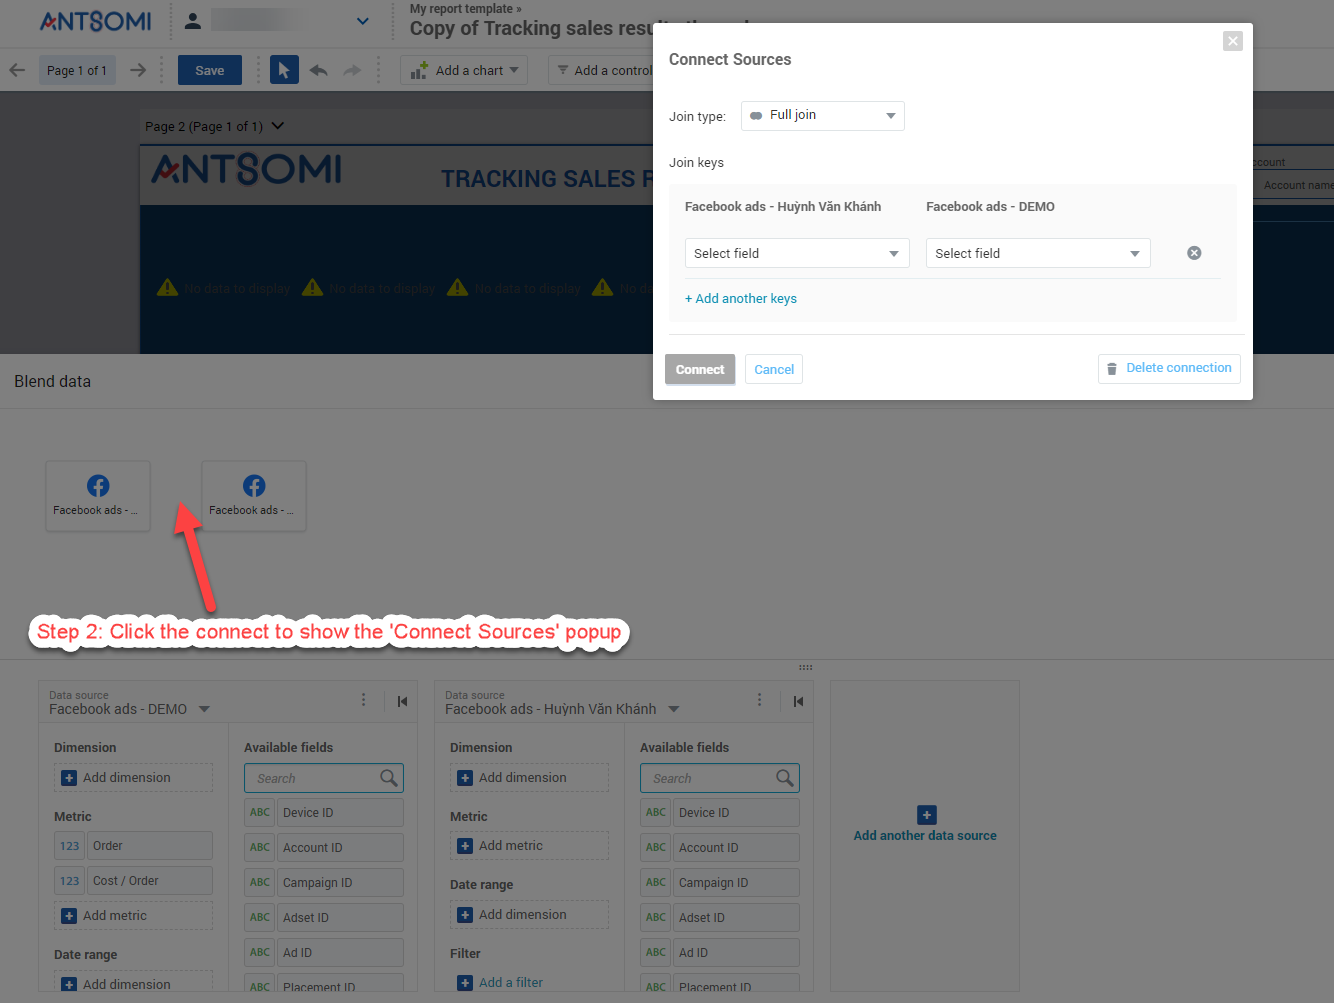 ANTSOMI
My report template »
Copy of Tracking sales
Page 1 of 1
Save
Add a chart
Add a control
Page 2 (Page 1 of 1)
ANTSOMI
TRACKING SALES
Account name
No data to display
No data to display
No data to display
Connect Sources
Join type:
Full join
Join keys
Facebook ads - Huỳnh Văn Khánh
Facebook ads - DEMO
Select field
Select field
+ Add another keys
Connect
Cancel
Delete connection
Blend data
Facebook ads - ...
Facebook ads - ...
Step 2: Click the connect to show the 'Connect Sources' popup
Data source
Facebook ads - DEMO
Dimension
Add dimension
Metric
123 Order
123 Cost / Order
Add metric
Date range
Add dimension
Available fields
Search
ABC Device ID
ABC Account ID
ABC Campaign ID
ABC Adset ID
ABC Ad ID
ABC Placement ID
Data source
Facebook ads - Huỳnh Văn Khánh
Dimension
Add dimension
Metric
Add metric
Date range
Add dimension
Filter
Add a filter
Available fields
Search
ABC Device ID
ABC Account ID
ABC Campaign ID
ABC Adset ID
ABC Ad ID
ABC Placement ID
Add another data source